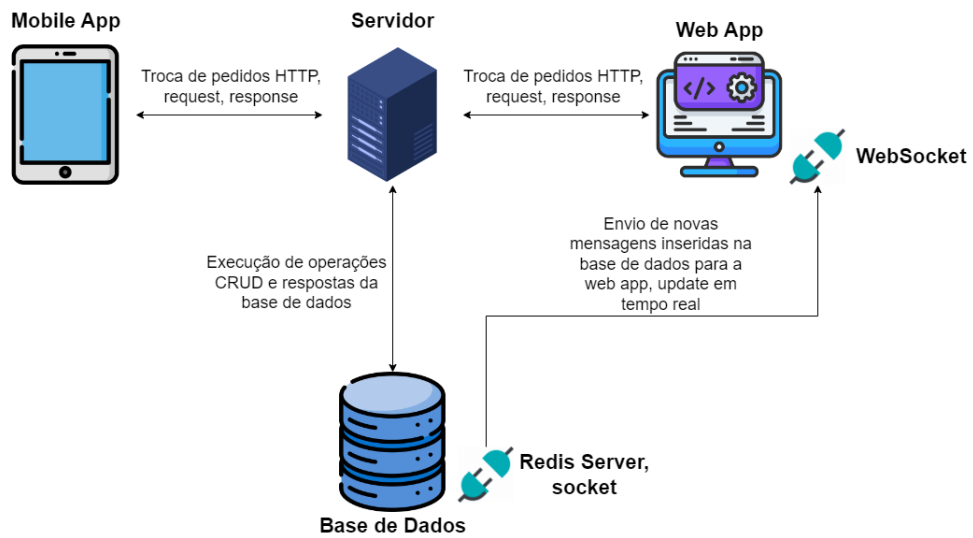 Mobile App
Servidor
Web App
Troca de pedidos HTTP,
request, response
Troca de pedidos HTTP,
request, response
</>
WebSocket
Execução de operações
CRUD e respostas da
base de dados
Envio de novas
mensagens inseridas na
base de dados para a
web app, update em
tempo real
Redis Server,
socket
Base de Dados